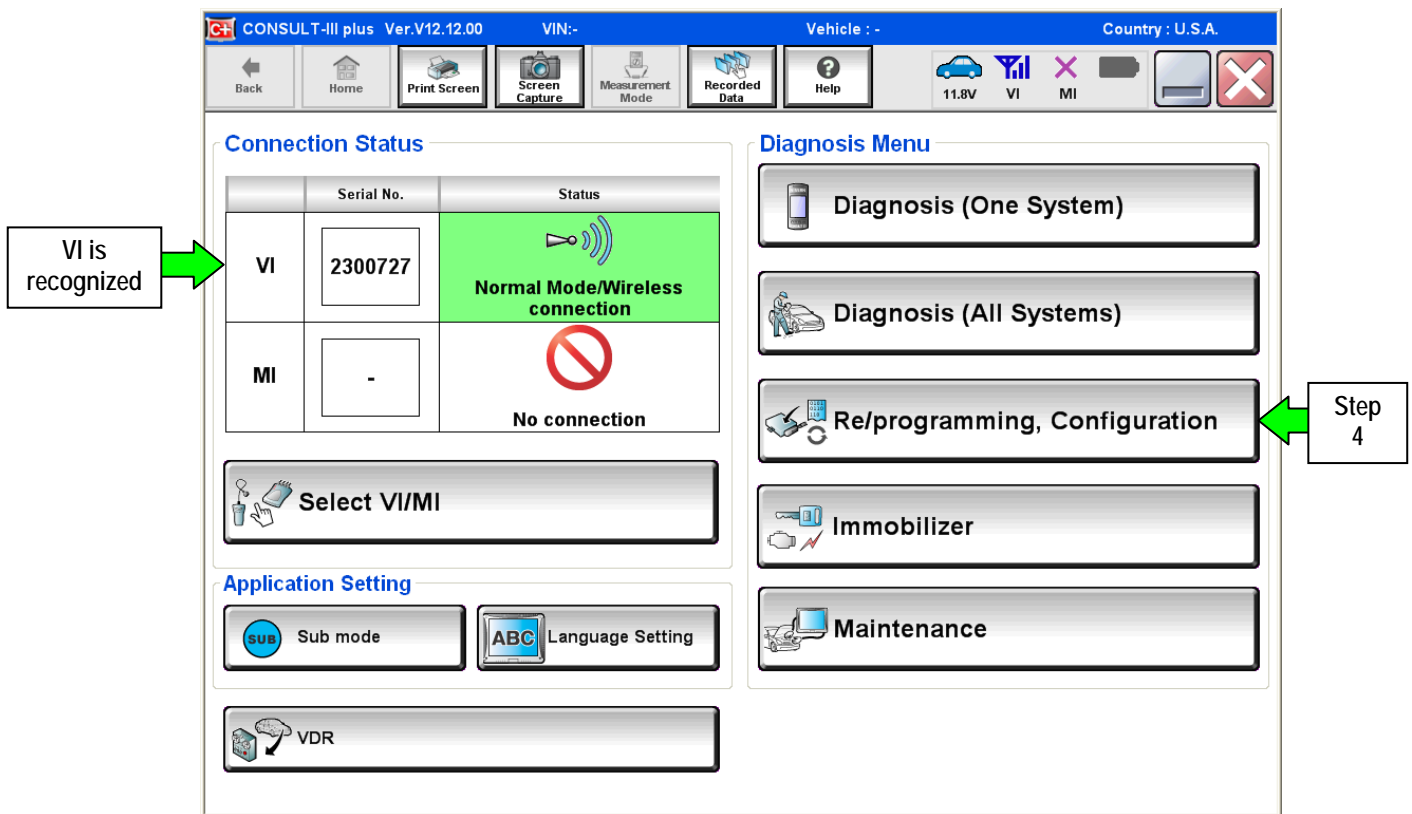 C+ CONSULT-III plus Ver.V12.12.00 VIN:- Vehicle : - Country : U.S.A.
Back
Home
Print Screen
Screen
Capture
Measurement
Mode
Recorded
Data
Help
11.8V
VI
MI
Connection Status
Serial No. Status
VI 2300727 Normal Mode/Wireless
connection
MI - No connection
Select VI/MI
Application Setting
SUB Sub mode
ABC Language Setting
VDR
Diagnosis Menu
Diagnosis (One System)
Diagnosis (All Systems)
Re/programming, Configuration
Immobilizer
Maintenance
VI is
recognized
Step
4